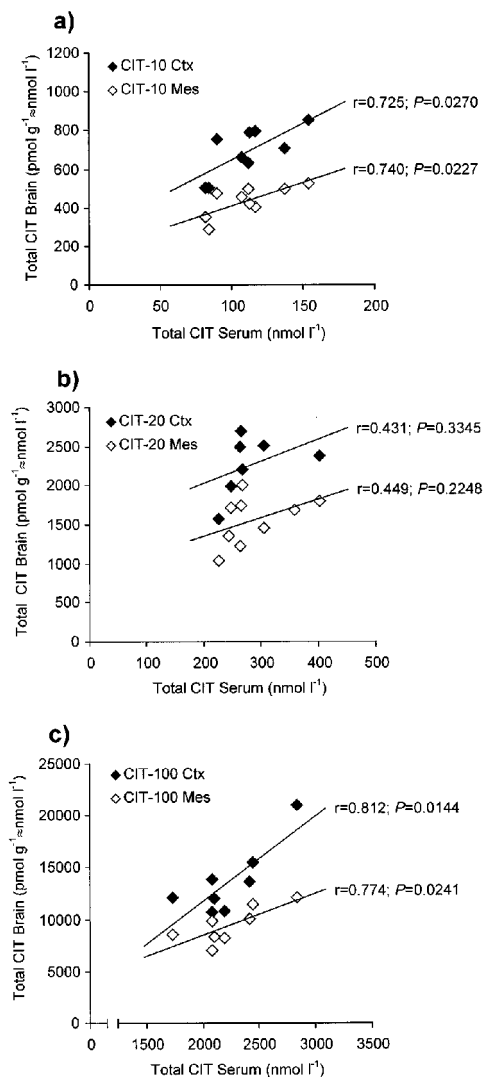 a)
1200
1000
800
600
400
200
0
Total CIT Brain (pmol g⁻¹≈nmol l⁻¹)
◆ CIT-10 Ctx
◇ CIT-10 Mes
r=0.725; P=0.0270
r=0.740; P=0.0227
0 50 100 150 200
Total CIT Serum (nmol l⁻¹)
b)
3000
2500
2000
1500
1000
500
0
Total CIT Brain (pmol g⁻¹≈nmol l⁻¹)
◆ CIT-20 Ctx
◇ CIT-20 Mes
r=0.431; P=0.3345
r=0.449; P=0.2248
0 100 200 300 400 500
Total CIT Serum (nmol l⁻¹)
c)
25000
20000
15000
10000
5000
0
Total CIT Brain (pmol g⁻¹≈nmol l⁻¹)
◆ CIT-100 Ctx
◇ CIT-100 Mes
r=0.812; P=0.0144
r=0.774; P=0.0241
0 1500 2000 2500 3000 3500
Total CIT Serum (nmol l⁻¹)